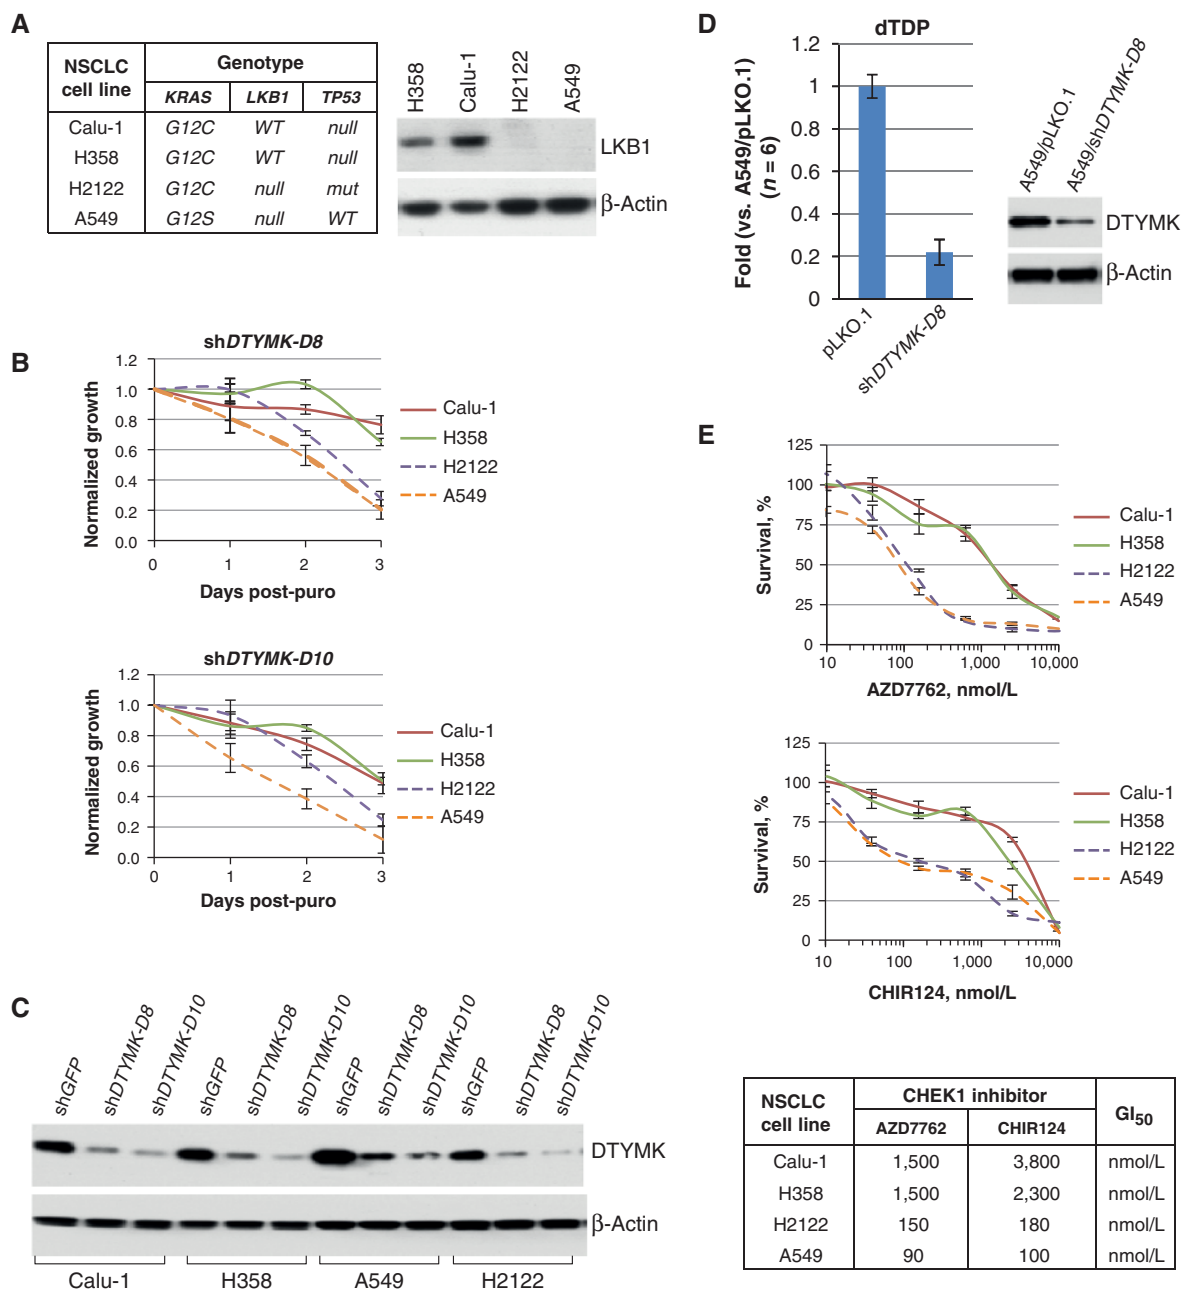 A
NSCLC cell line
Genotype
KRAS LKB1 TP53
Calu-1 G12C WT null
H358 G12C WT null
H2122 G12C null mut
A549 G12S null WT
H358 Calu-1 H2122 A549
LKB1
β-Actin
B
shDTYMK-D8
Normalized growth
1.2
1.0
0.8
0.6
0.4
0.2
0.0
0 1 2 3
Days post-puro
Calu-1
H358
H2122
A549
shDTYMK-D10
Normalized growth
1.2
1.0
0.8
0.6
0.4
0.2
0.0
0 1 2 3
Days post-puro
Calu-1
H358
H2122
A549
C
shGFP shDTYMK-D8 shDTYMK-D10 shGFP shDTYMK-D8 shDTYMK-D10 shGFP shDTYMK-D8 shDTYMK-D10 shGFP shDTYMK-D8 shDTYMK-D10
DTYMK
β-Actin
Calu-1 H358 A549 H2122
D
dTDP
Fold (vs. A549/pLKO.1)
(n = 6)
1.2
1
0.8
0.6
0.4
0.2
0
pLKO.1 shDTYMK-D8
A549/pLKO.1 A549/shDTYMK-D8
DTYMK
β-Actin
E
Survival, %
125
100
75
50
25
0
10 100 1,000 10,000
AZD7762, nmol/L
Calu-1
H358
H2122
A549
Survival, %
125
100
75
50
25
0
10 100 1,000 10,000
CHIR124, nmol/L
Calu-1
H358
H2122
A549
NSCLC cell line
CHEK1 inhibitor
GI50
AZD7762 CHIR124
Calu-1 1,500 3,800 nmol/L
H358 1,500 2,300 nmol/L
H2122 150 180 nmol/L
A549 90 100 nmol/L